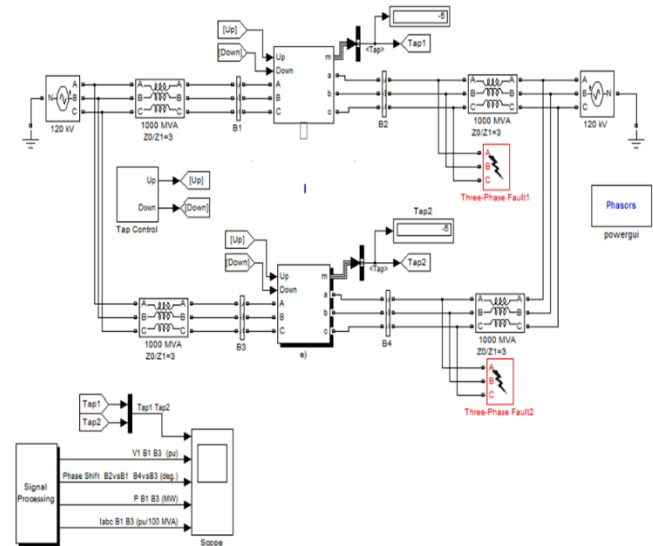 -5
[Up]
[Down]
Up
Down
m
<Tap>
Tap1
A
B
C
a
b
c
N
A
B
C
120 kV
A A
B B
C C
1000 MVA
Z0/Z1=3
B1
B2
A A
B B
C C
1000 MVA
Z0/Z1=3
A
B
C
N
120 kV
A
B
C
Three-Phase Fault1
Up
Down
[Up]
[Down]
Tap Control
Phasors
powergui
Tap2
-5
[Up]
[Down]
Up
Down
m
<Tap>
Tap2
A
B
C
a
b
c
e)
A A
B B
C C
1000 MVA
Z0/Z1=3
B3
B4
A A
B B
C C
1000 MVA
Z0/Z1=3
A
B
C
Three-Phase Fault2
Tap1
Tap2
Tap1 Tap2
Signal
Processing
V1 B1 B3 (pu)
Phase Shift B2vsB1 B4vsB3 (deg.)
P B1 B3 (MW)
Iabc B1 B3 (pu/100 MVA)
Scope